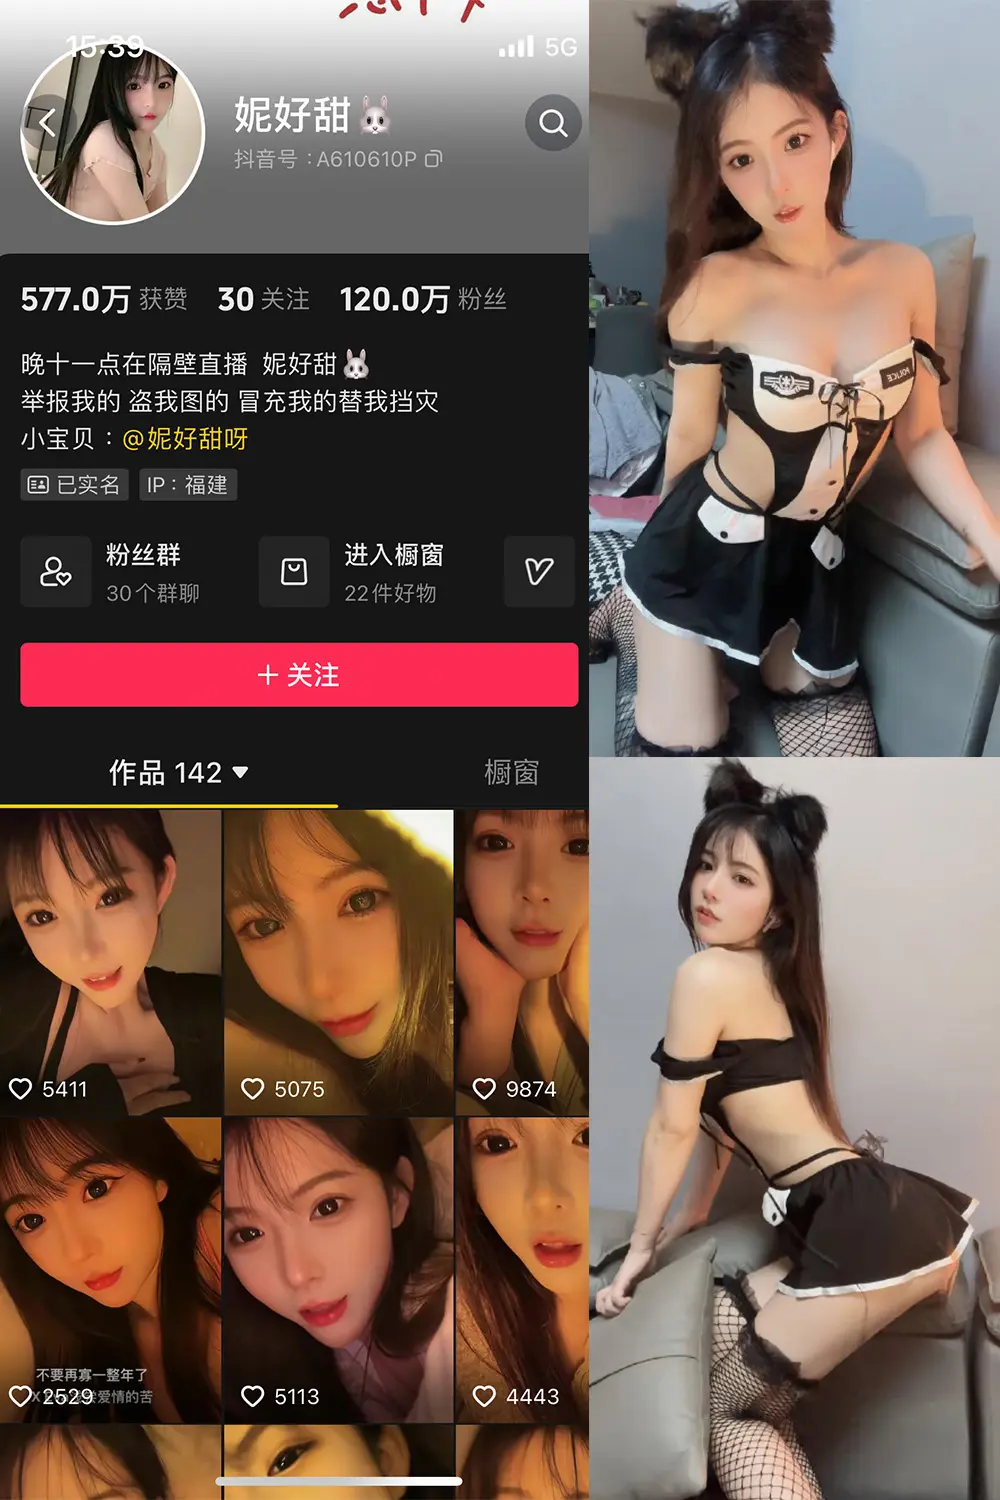 15:39
5G
妮好甜🐰
抖音号：A610610P
577.0万 获赞 30 关注 120.0万 粉丝
晚十一点在隔壁直播 妮好甜🐰
举报我的 盗我图的 冒充我的替我挡灾
小宝贝：@妮好甜呀
已实名 IP：福建
粉丝群
30个群聊
进入橱窗
22件好物
＋关注
作品 142 橱窗
5411
5075
9874
不要再寡一整年了
爱情的苦
2529
5113
4443
POLICE